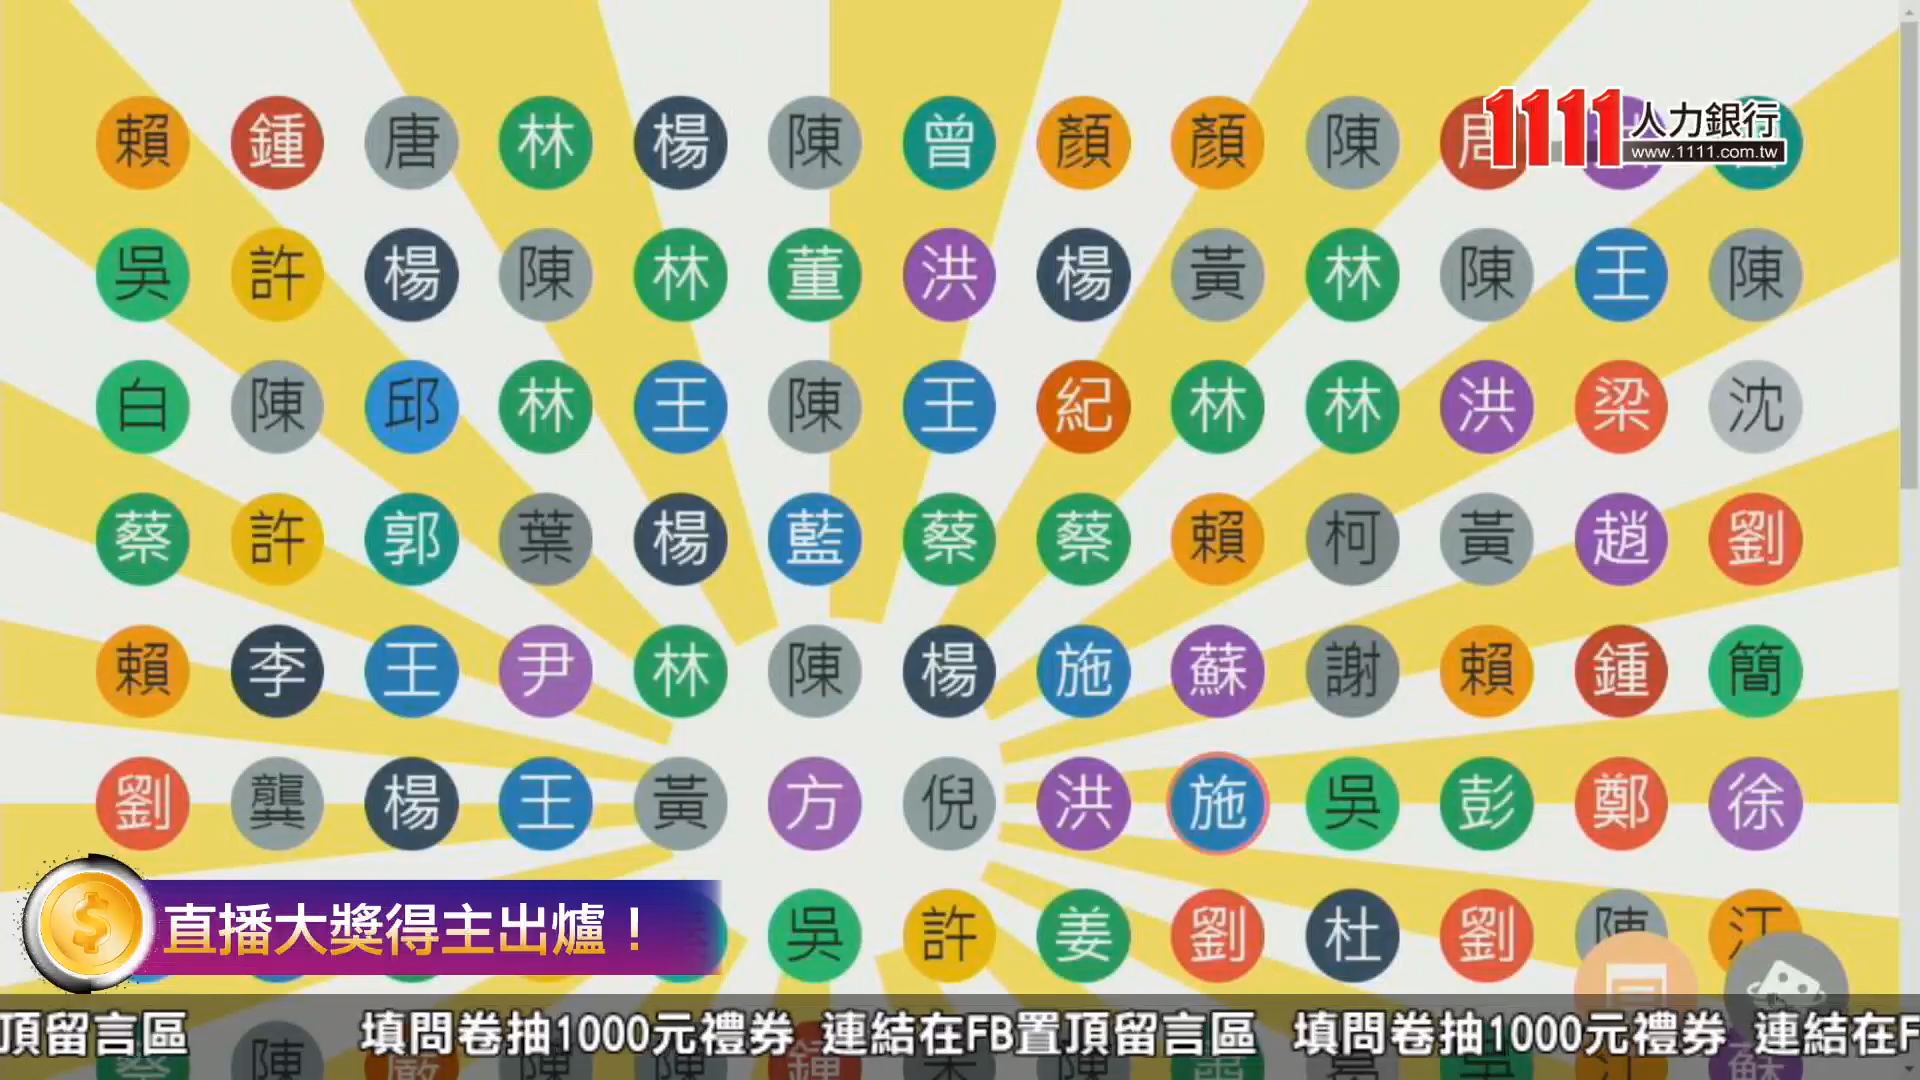 賴 鍾 唐 林 楊 陳 曾 顏 顏 陳
1111 人力銀行
www.1111.com.tw
吳 許 楊 陳 林 董 洪 楊 黃 林 陳 王 陳
白 陳 邱 林 王 陳 王 紀 林 林 洪 梁 沈
蔡 許 郭 葉 楊 藍 蔡 蔡 賴 柯 黃 趙 劉
賴 李 王 尹 林 陳 楊 施 蘇 謝 賴 鍾 簡
劉 龔 楊 王 黃 方 倪 洪 施 吳 彭 鄭 徐
吳 許 姜 劉 杜 劉 陳 江
直播大獎得主出爐！
頂留言區 填問卷抽1000元禮券 連結在FB置頂留言區 填問卷抽1000元禮券 連結在F